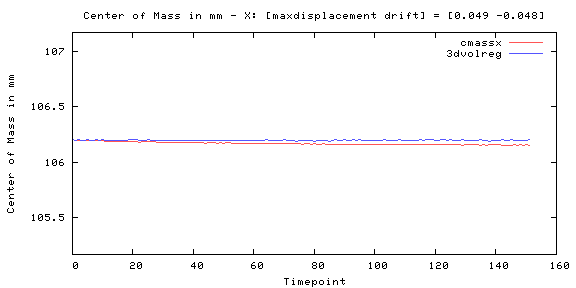 Center of Mass in mm - X: [maxdisplacement drift] = [0.049 -0.048]
cmassx
3dvolreg
107
106.5
106
105.5
Center of Mass in mm
0 20 40 60 80 100 120 140 160
Timepoint